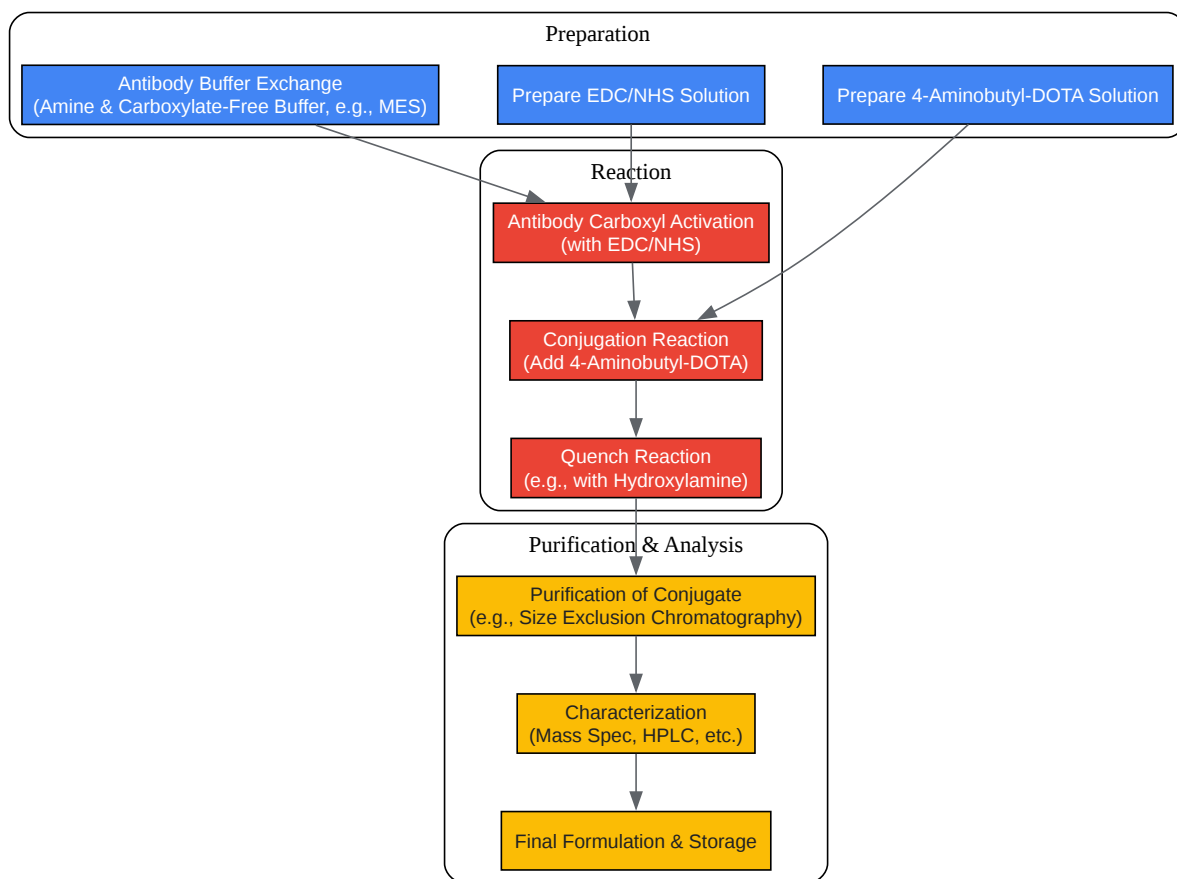 Preparation
Antibody Buffer Exchange
(Amine & Carboxylate-Free Buffer, e.g., MES)
Prepare EDC/NHS Solution
Prepare 4-Aminobutyl-DOTA Solution
Reaction
Antibody Carboxyl Activation
(with EDC/NHS)
Conjugation Reaction
(Add 4-Aminobutyl-DOTA)
Quench Reaction
(e.g., with Hydroxylamine)
Purification & Analysis
Purification of Conjugate
(e.g., Size Exclusion Chromatography)
Characterization
(Mass Spec, HPLC, etc.)
Final Formulation & Storage